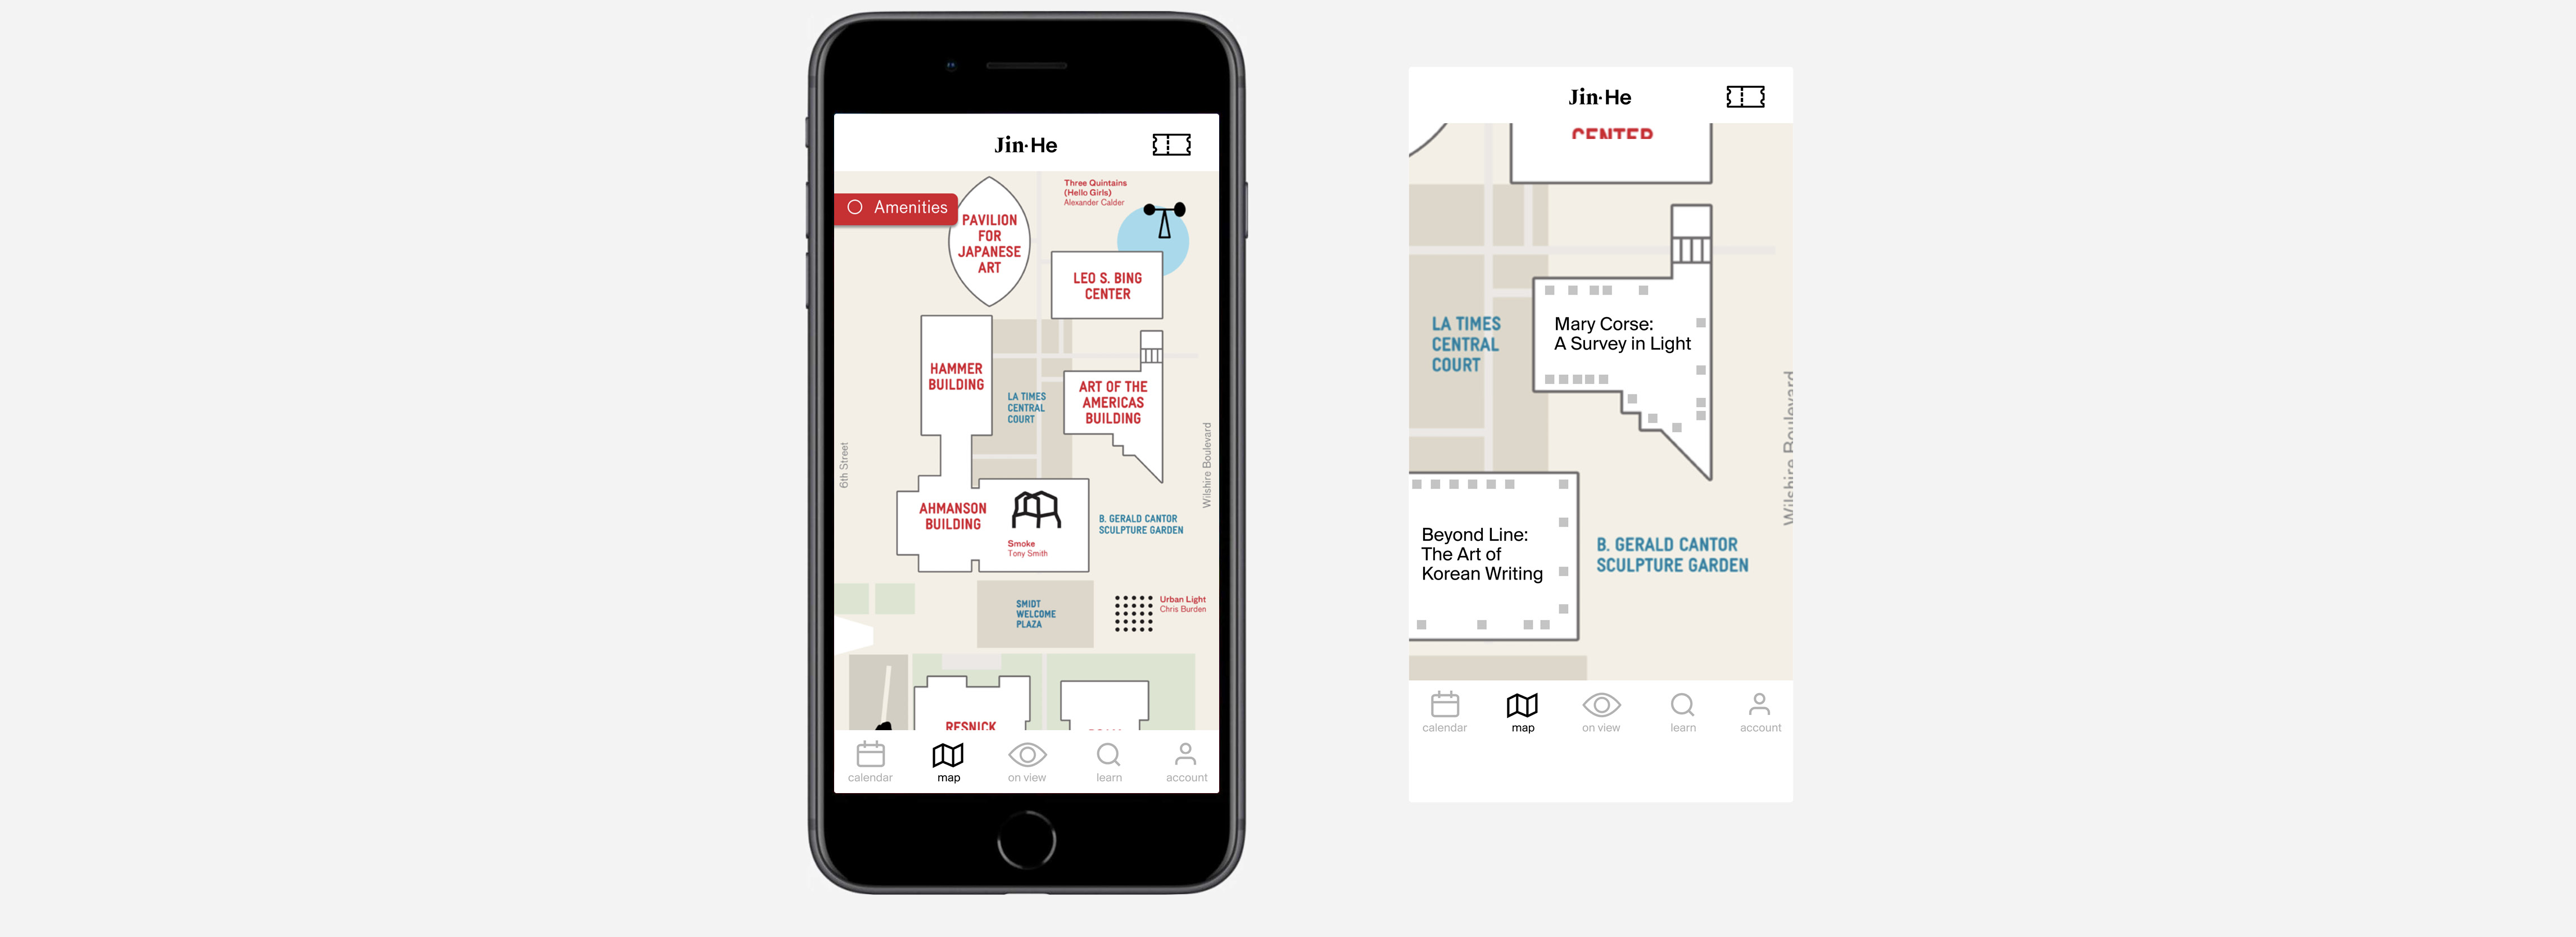 Jin·He
Amenities
PAVILION
FOR
JAPANESE
ART
Three Quintains
(Hello Girls)
Alexander Calder
LEO S. BING
CENTER
HAMMER
BUILDING
LA TIMES
CENTRAL
COURT
ART OF THE
AMERICAS
BUILDING
6th Street
Wilshire Boulevard
AHMANSON
BUILDING
Smoke
Tony Smith
B. GERALD CANTOR
SCULPTURE GARDEN
SMIDT
WELCOME
PLAZA
Urban Light
Chris Burden
RESNICK
calendar
map
on view
learn
account
Jin·He
CENTER
LA TIMES
CENTRAL
COURT
Mary Corse:
A Survey in Light
Wilshire Boulevard
Beyond Line:
The Art of
Korean Writing
B. GERALD CANTOR
SCULPTURE GARDEN
calendar
map
on view
learn
account